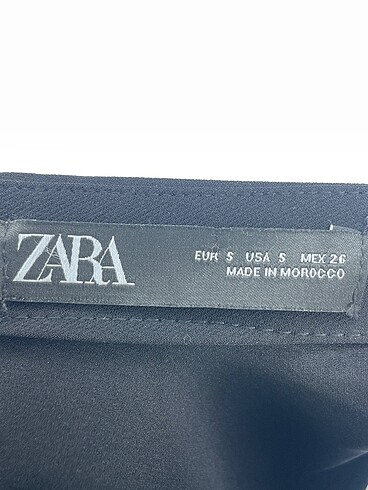 ZARA
EUR S USA S MEX 26
MADE IN MOROCCO